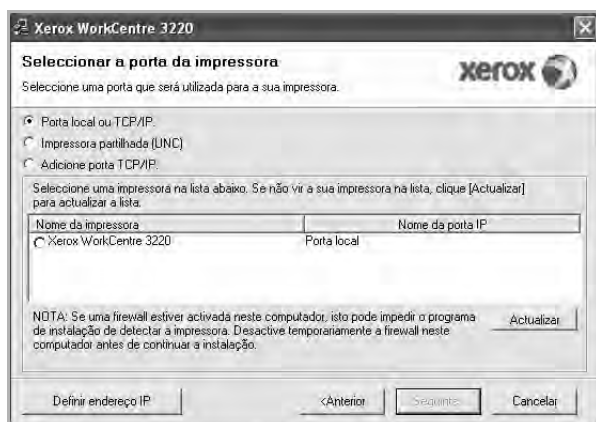 Xerox WorkCentre 3220
Seleccionar a porta da impressora
Seleccione uma porta que será utilizada para a sua impressora.
xerox
Porta local ou TCP/IP.
Impressora partilhada (UNC)
Adicione porta TCP/IP.
Seleccione uma impressora na lista abaixo. Se não vir a sua impressora na lista, clique [Actualizar]
para actualizar a lista.
Nome da impressora Nome da porta IP
Xerox WorkCentre 3220 Porta local
NOTA: Se uma firewall estiver activada neste computador, isto pode impedir o programa
de instalação de detectar a impressora. Desactive temporariamente a firewall neste
computador antes de continuar a instalação.
Actualizar
Definir endereço IP <Anterior Seguinte> Cancelar